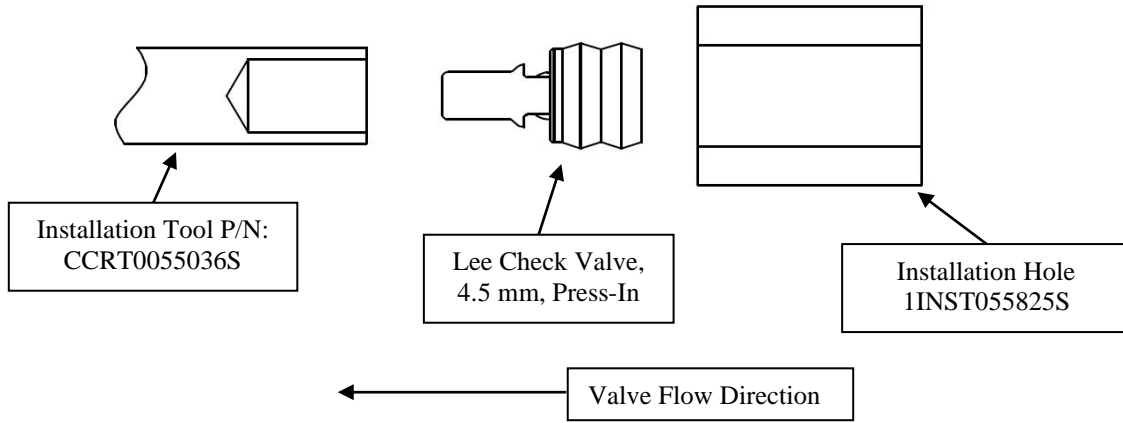 Installation Tool P/N:
CCRT0055036S
Lee Check Valve,
4.5 mm, Press-In
Installation Hole
1INST055825S
Valve Flow Direction